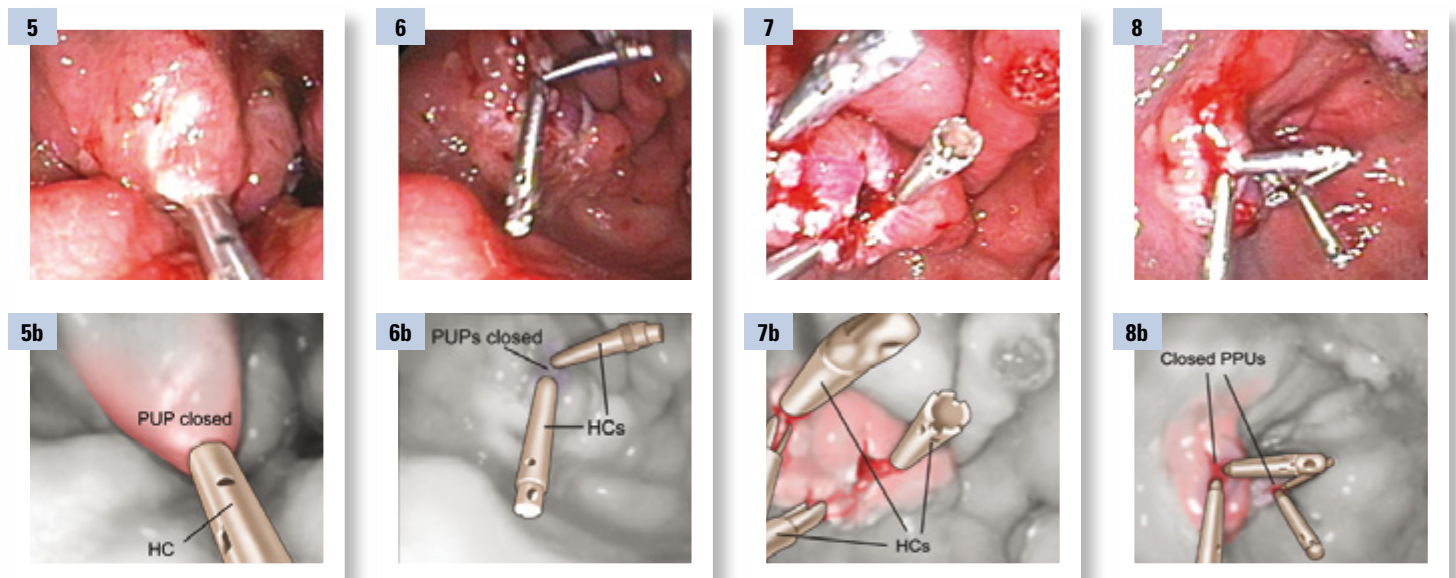 5
6
7
8
5b
PUP closed
HC
6b
PUPs closed
HCs
7b
HCs
8b
Closed PPUs